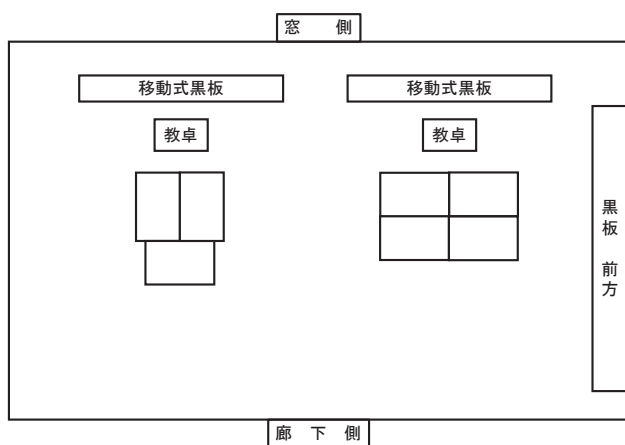 窓　側
移動式黒板
移動式黒板
教卓
教卓
黒板　前方
廊　下　側